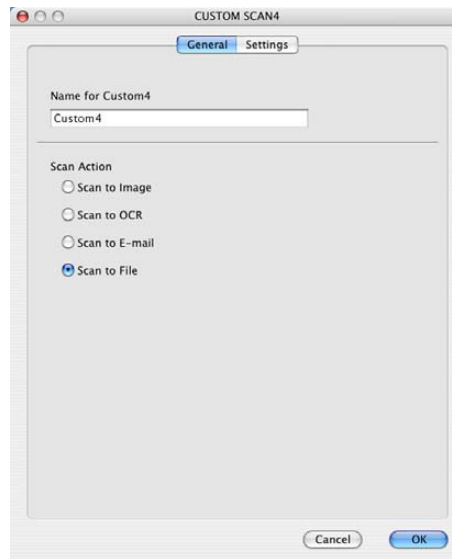 CUSTOM SCAN4
General Settings
Name for Custom4
Custom4
Scan Action
Scan to Image
Scan to OCR
Scan to E-mail
Scan to File
Cancel OK